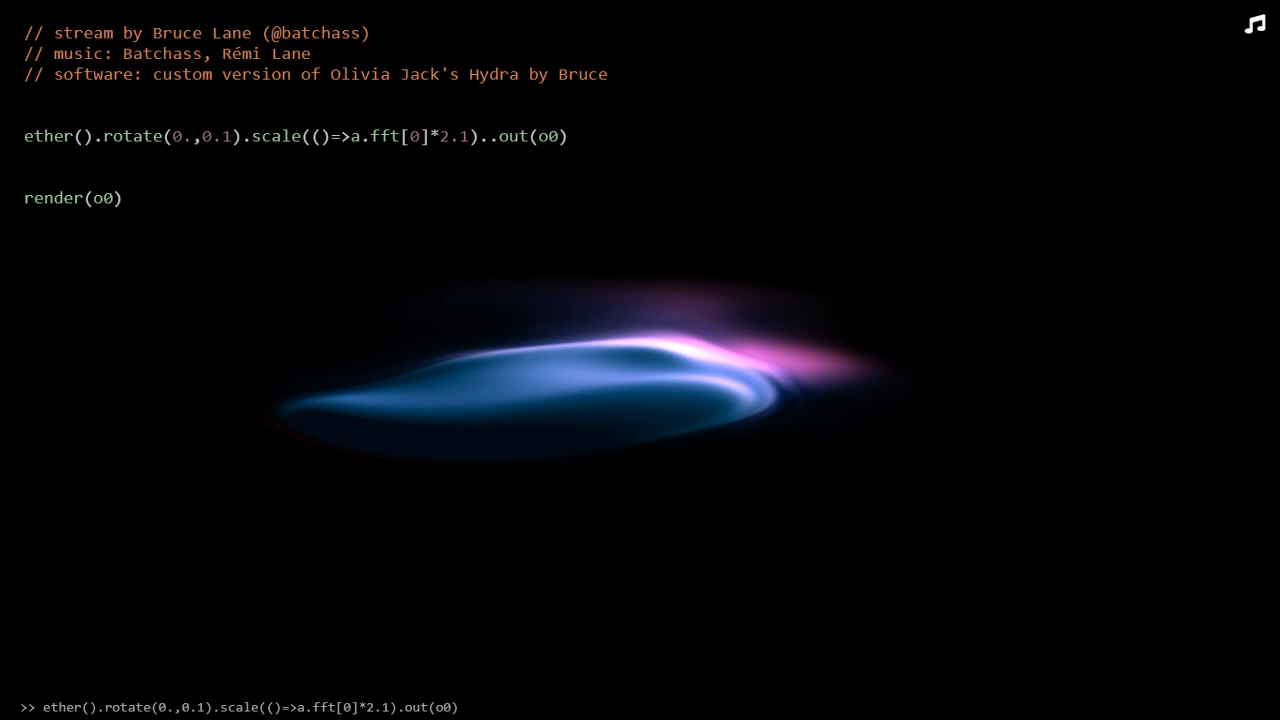 // stream by Bruce Lane (@batchass)
// music: Batchass, Rémi Lane
// software: custom version of Olivia Jack's Hydra by Bruce
ether().rotate(0.,0.1).scale(()=>a.fft[0]*2.1)..out(o0)
render(o0)
>> ether().rotate(0.,0.1).scale(()=>a.fft[0]*2.1).out(o0)